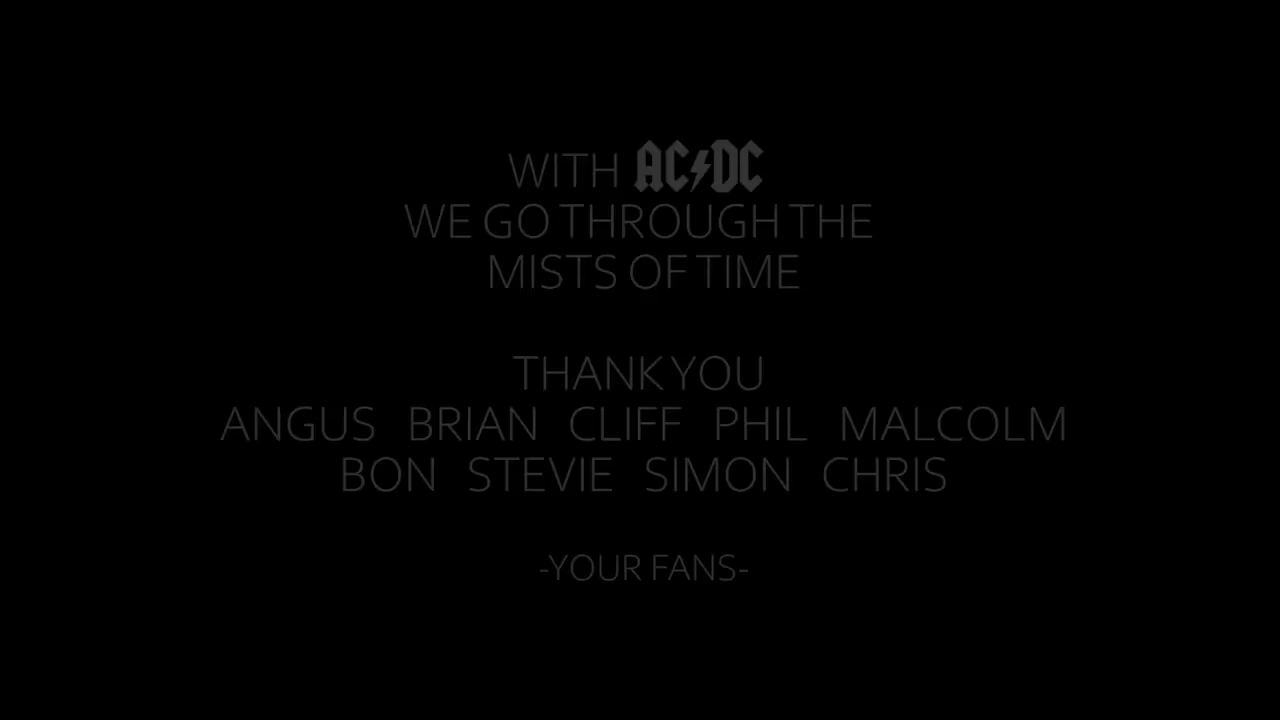 WITH AC⚡DC
WE GO THROUGH THE
MISTS OF TIME
THANK YOU
ANGUS BRIAN CLIFF PHIL MALCOLM
BON STEVIE SIMON CHRIS
-YOUR FANS-